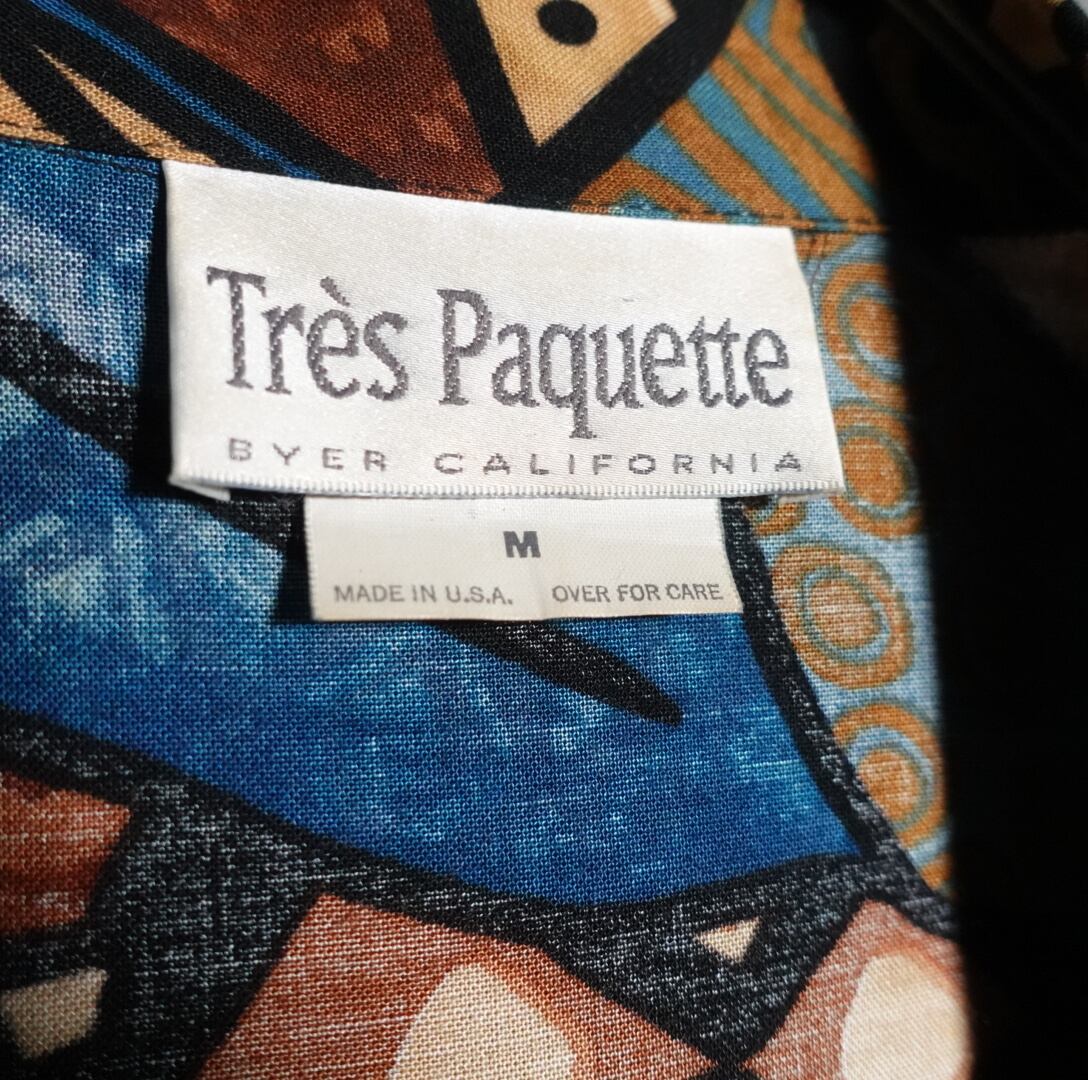 Très Paquette
BYER CALIFORNIA
M
MADE IN U.S.A. OVER FOR CARE